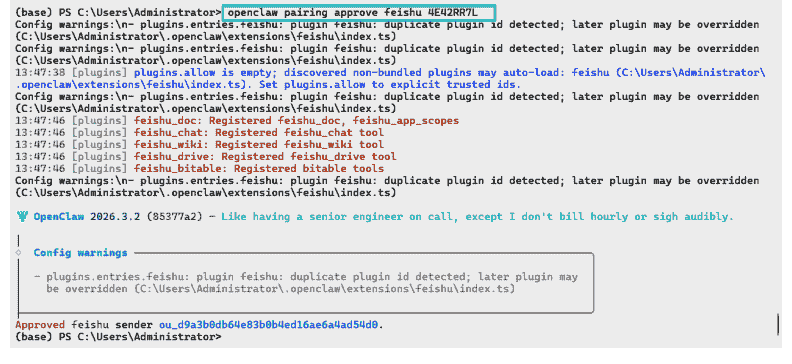 (base) PS C:\Users\Administrator> openclaw pairing approve feishu 4E42RR7L
Config warnings:\n- plugins.entries.feishu: plugin feishu: duplicate plugin id detected; later plugin may be overridden
(C:\Users\Administrator\.openclaw\extensions\feishu\index.ts)
Config warnings:\n- plugins.entries.feishu: plugin feishu: duplicate plugin id detected; later plugin may be overridden
(C:\Users\Administrator\.openclaw\extensions\feishu\index.ts)
13:47:38 [plugins] plugins.allow is empty; discovered non-bundled plugins may auto-load: feishu (C:\Users\Administrator\
.openclaw\extensions\feishu\index.ts). Set plugins.allow to explicit trusted ids.
Config warnings:\n- plugins.entries.feishu: plugin feishu: duplicate plugin id detected; later plugin may be overridden
(C:\Users\Administrator\.openclaw\extensions\feishu\index.ts)
13:47:46 [plugins] feishu_doc: Registered feishu_doc, feishu_app_scopes
13:47:46 [plugins] feishu_chat: Registered feishu_chat tool
13:47:46 [plugins] feishu_wiki: Registered feishu_wiki tool
13:47:46 [plugins] feishu_drive: Registered feishu_drive tool
13:47:46 [plugins] feishu_bitable: Registered bitable tools
Config warnings:\n- plugins.entries.feishu: plugin feishu: duplicate plugin id detected; later plugin may be overridden
(C:\Users\Administrator\.openclaw\extensions\feishu\index.ts)
OpenClaw 2026.3.2 (85377a2) — Like having a senior engineer on call, except I don't bill hourly or sigh audibly.
Config warnings
- plugins.entries.feishu: plugin feishu: duplicate plugin id detected; later plugin may
be overridden (C:\Users\Administrator\.openclaw\extensions\feishu\index.ts)
Approved feishu sender ou_d9a3b0db64e83b0b4ed16ae6a4ad54d0.
(base) PS C:\Users\Administrator>